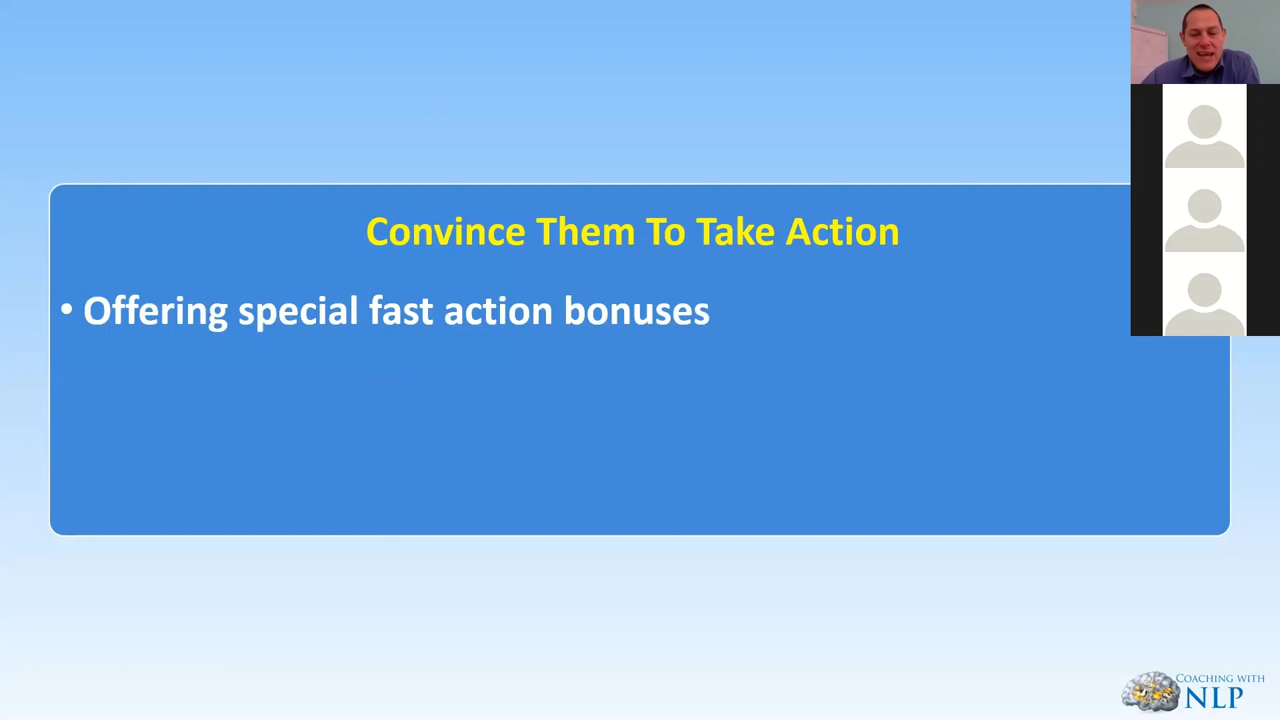 Convince Them To Take Action
• Offering special fast action bonuses
COACHING WITH
NLP